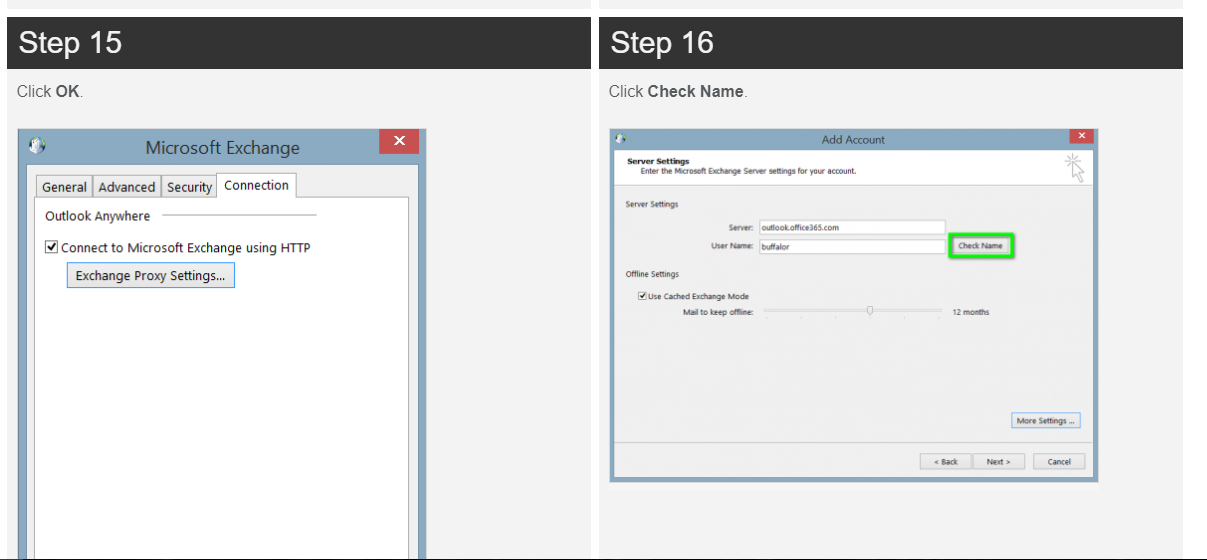 Step 15
Click OK.
Microsoft Exchange
General Advanced Security Connection
Outlook Anywhere
Connect to Microsoft Exchange using HTTP
Exchange Proxy Settings...
Step 16
Click Check Name.
Add Account
Server Settings
Enter the Microsoft Exchange Server settings for your account.
Server Settings
Server: outlook.office365.com
User Name: buffalor Check Name
Offline Settings
Use Cached Exchange Mode
Mail to keep offline: 12 months
More Settings ...
< Back Next > Cancel